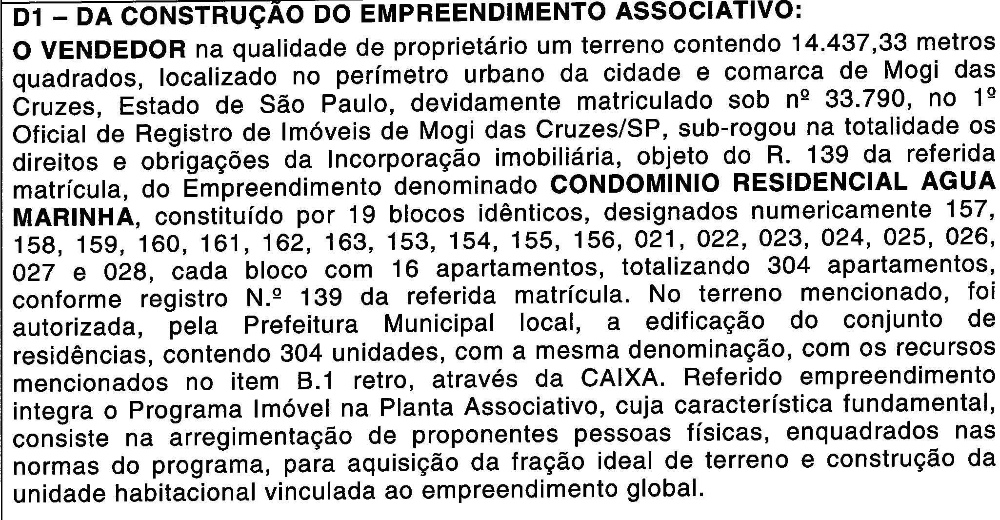 D1 – DA CONSTRUÇÃO DO EMPREENDIMENTO ASSOCIATIVO:
O VENDEDOR na qualidade de proprietário um terreno contendo 14.437,33 metros
quadrados, localizado no perímetro urbano da cidade e comarca de Mogi das
Cruzes, Estado de São Paulo, devidamente matriculado sob nº 33.790, no 1º
Oficial de Registro de Imóveis de Mogi das Cruzes/SP, sub-rogou na totalidade os
direitos e obrigações da Incorporação imobiliária, objeto do R. 139 da referida
matrícula, do Empreendimento denominado CONDOMINIO RESIDENCIAL AGUA
MARINHA, constituído por 19 blocos idênticos, designados numericamente 157,
158, 159, 160, 161, 162, 163, 153, 154, 155, 156, 021, 022, 023, 024, 025, 026,
027 e 028, cada bloco com 16 apartamentos, totalizando 304 apartamentos,
conforme registro N.º 139 da referida matrícula. No terreno mencionado, foi
autorizada, pela Prefeitura Municipal local, a edificação do conjunto de
residências, contendo 304 unidades, com a mesma denominação, com os recursos
mencionados no item B.1 retro, através da CAIXA. Referido empreendimento
integra o Programa Imóvel na Planta Associativo, cuja característica fundamental,
consiste na arregimentação de proponentes pessoas físicas, enquadrados nas
normas do programa, para aquisição da fração ideal de terreno e construção da
unidade habitacional vinculada ao empreendimento global.